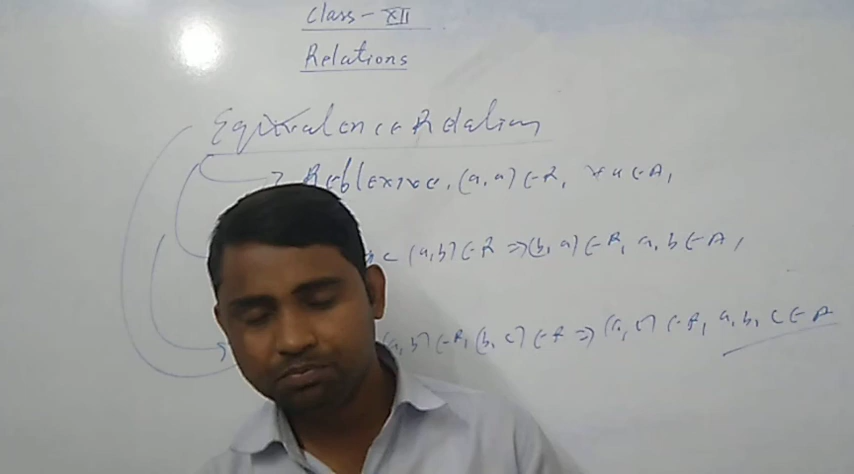 Class - XII
Relations
Equivalence Relation
→ Reflexive, (a, a) ∈ R, ∀ a ∈ A,
c (a, b) ∈ R ⇒ (b, a) ∈ R, a, b ∈ A,
(a, b) ∈ R, (b, c) ∈ R ⇒ (a, c) ∈ R, a, b, c ∈ A